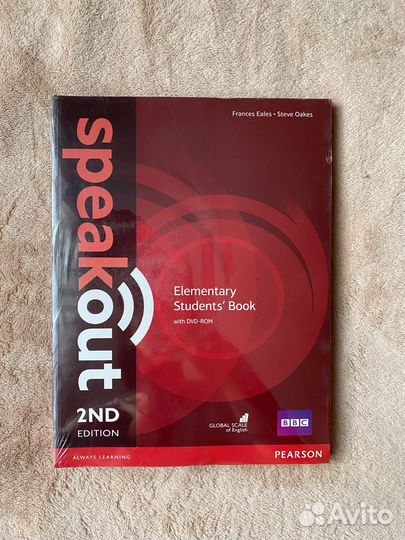 Frances Eales • Steve Oakes
speakout
Elementary
Students' Book
with DVD-ROM
2ND
EDITION
GLOBAL SCALE
of English
BBC
ALWAYS LEARNING
PEARSON
Avito